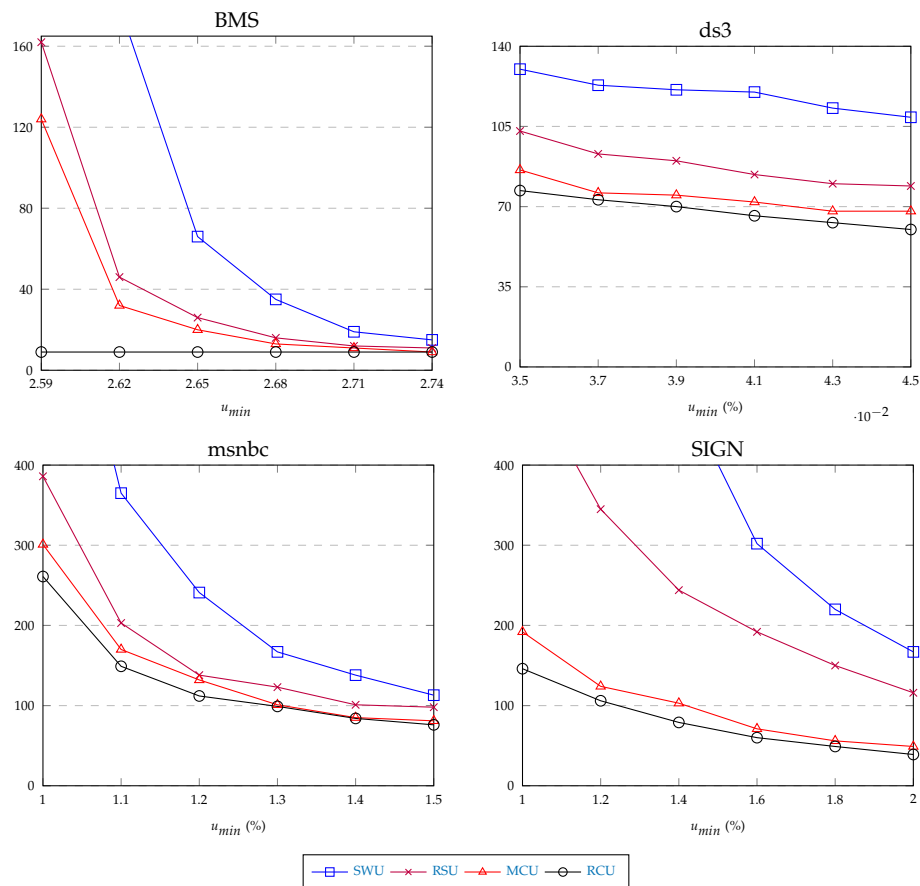 BMS
160
120
80
40
0
2.59 2.62 2.65 2.68 2.71 2.74
u_min
ds3
140
105
70
35
0
3.5 3.7 3.9 4.1 4.3 4.5
u_min (%)
·10⁻²
msnbc
400
300
200
100
0
1 1.1 1.2 1.3 1.4 1.5
u_min (%)
SIGN
400
300
200
100
0
1 1.2 1.4 1.6 1.8 2
u_min (%)
SWU RSU MCU RCU